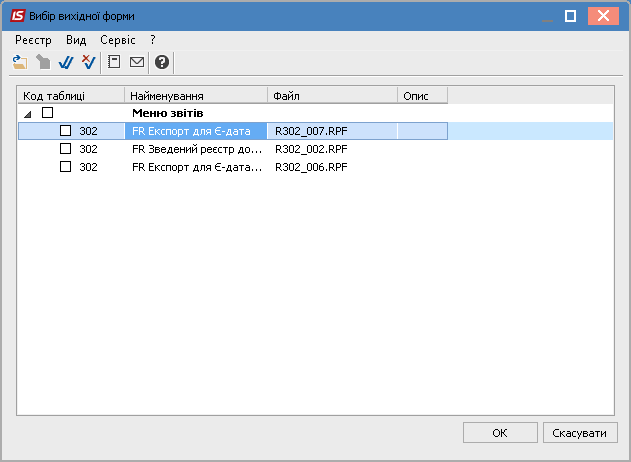 IS Вибір вихідної форми
Реєстр Вид Сервіс ?
Код таблиці Найменування Файл Опис
Меню звітів
302 FR Експорт для Є-дата R302_007.RPF
302 FR Зведений реєстр до... R302_002.RPF
302 FR Експорт для Є-дата... R302_006.RPF
ОК Скасувати